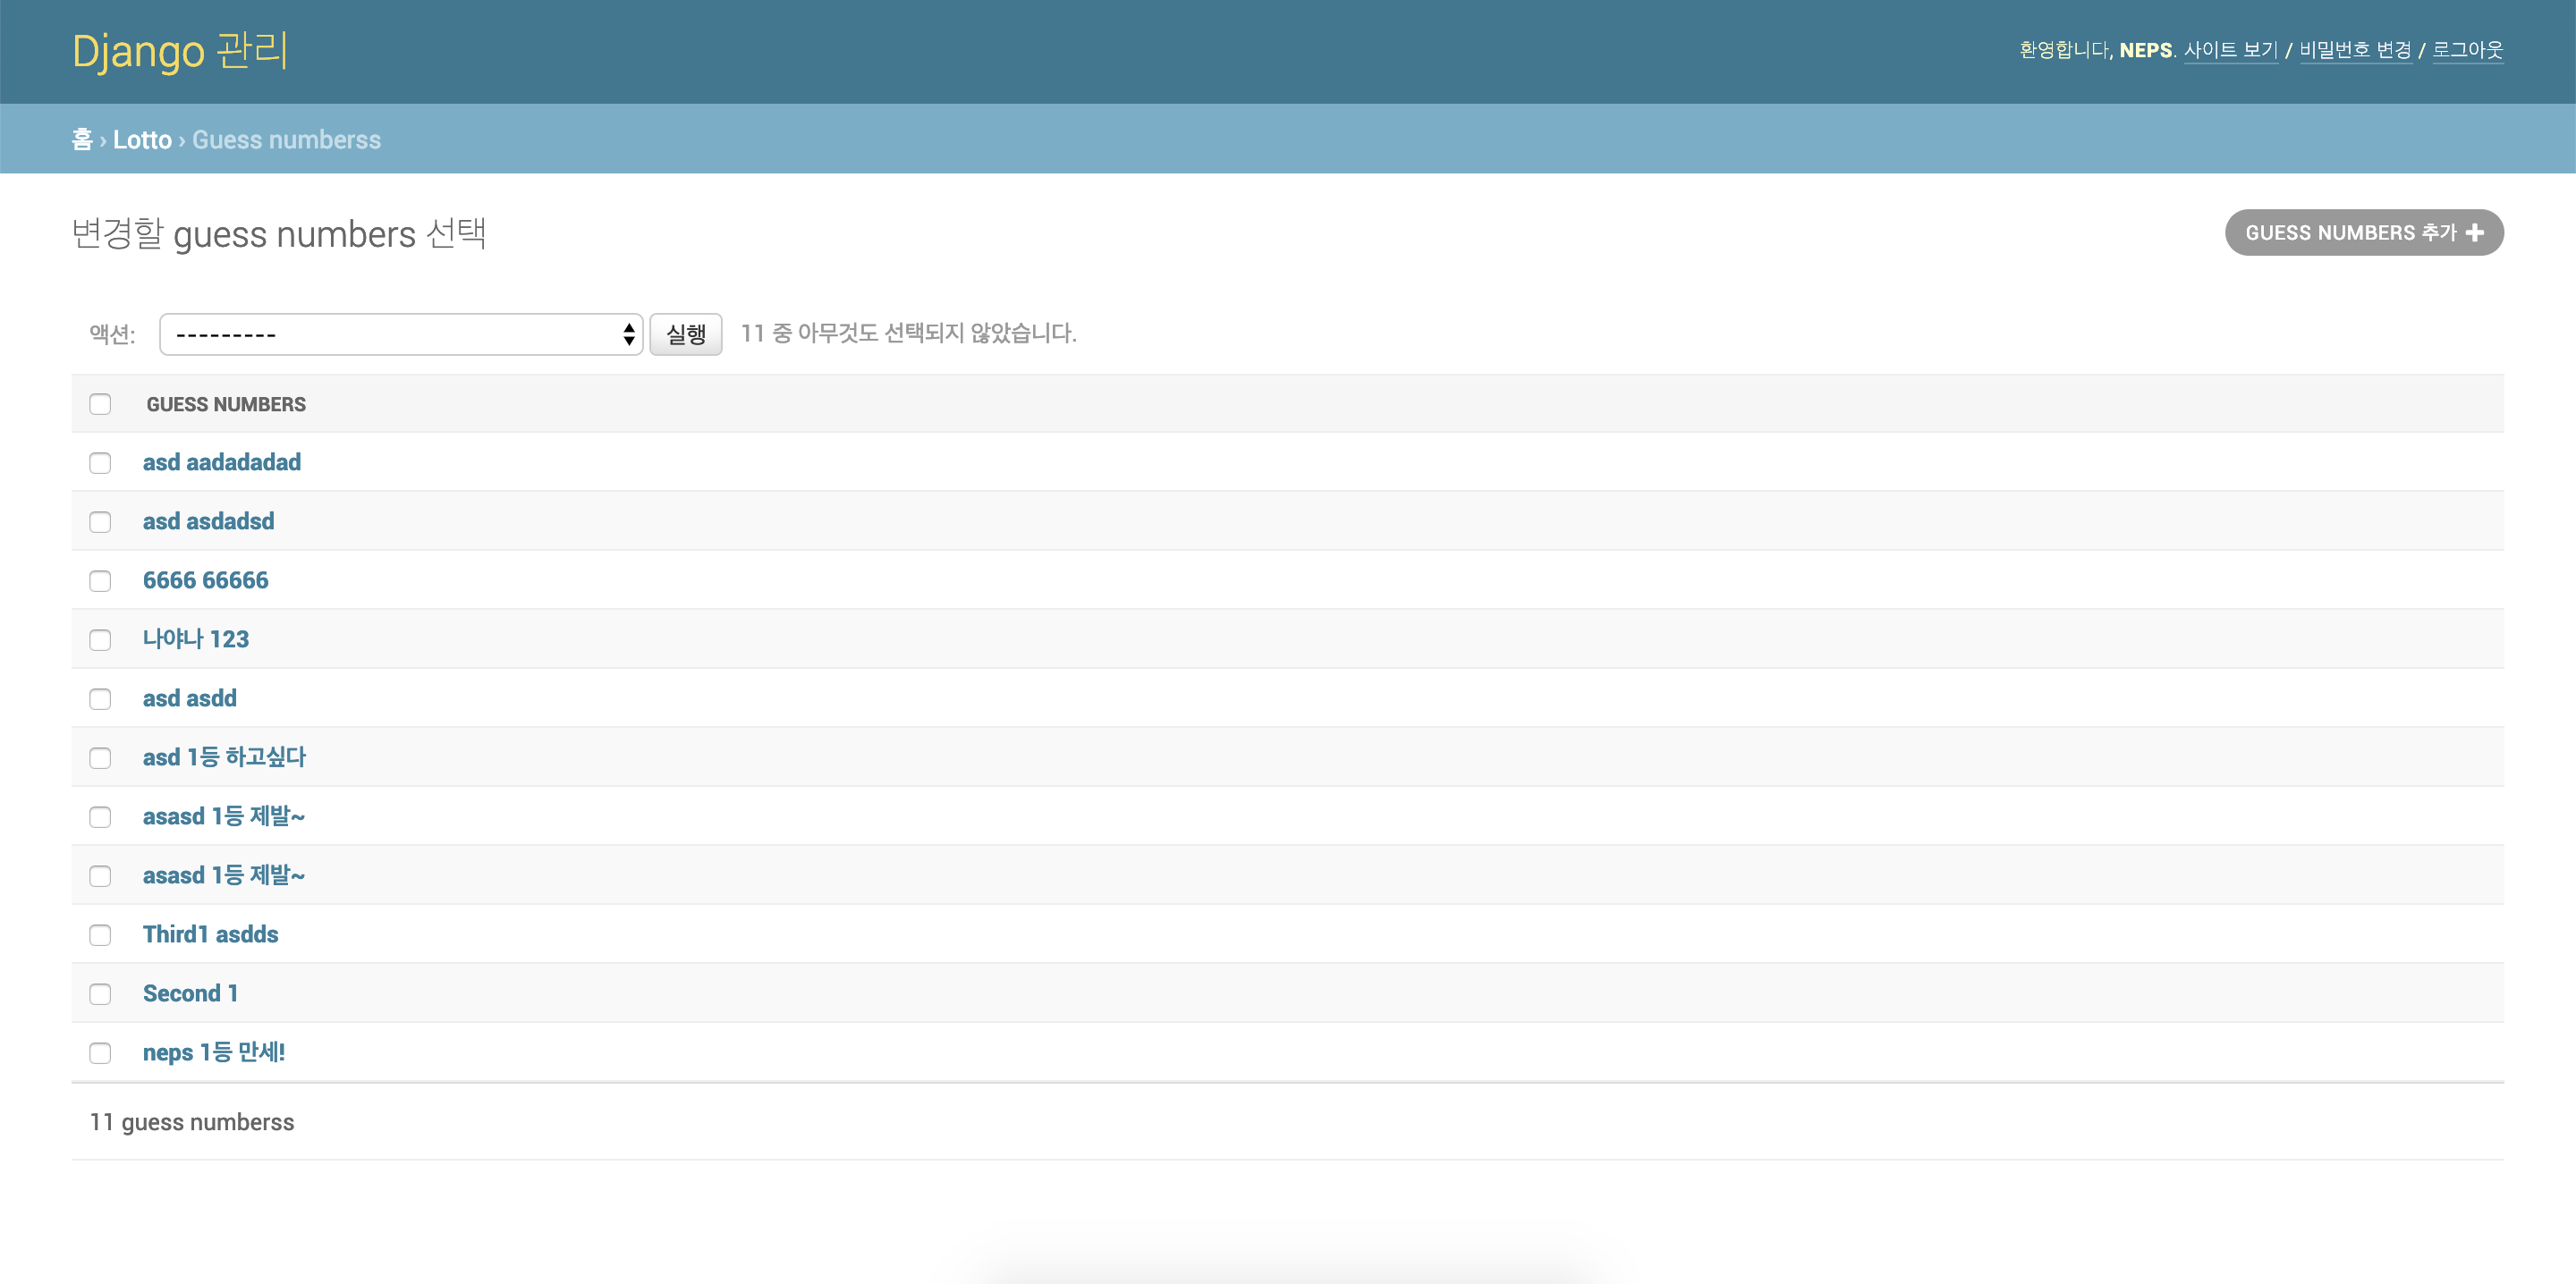 Django 관리
환영합니다, NEPS. 사이트 보기 / 비밀번호 변경 / 로그아웃
홈 › Lotto › Guess numberss
변경할 guess numbers 선택
GUESS NUMBERS 추가
액션: --------- 실행 11 중 아무것도 선택되지 않았습니다.
GUESS NUMBERS
asd aadadadad
asd asdadsd
6666 66666
나야나 123
asd asdd
asd 1등 하고싶다
asasd 1등 제발~
asasd 1등 제발~
Third1 asdds
Second 1
neps 1등 만세!
11 guess numberss